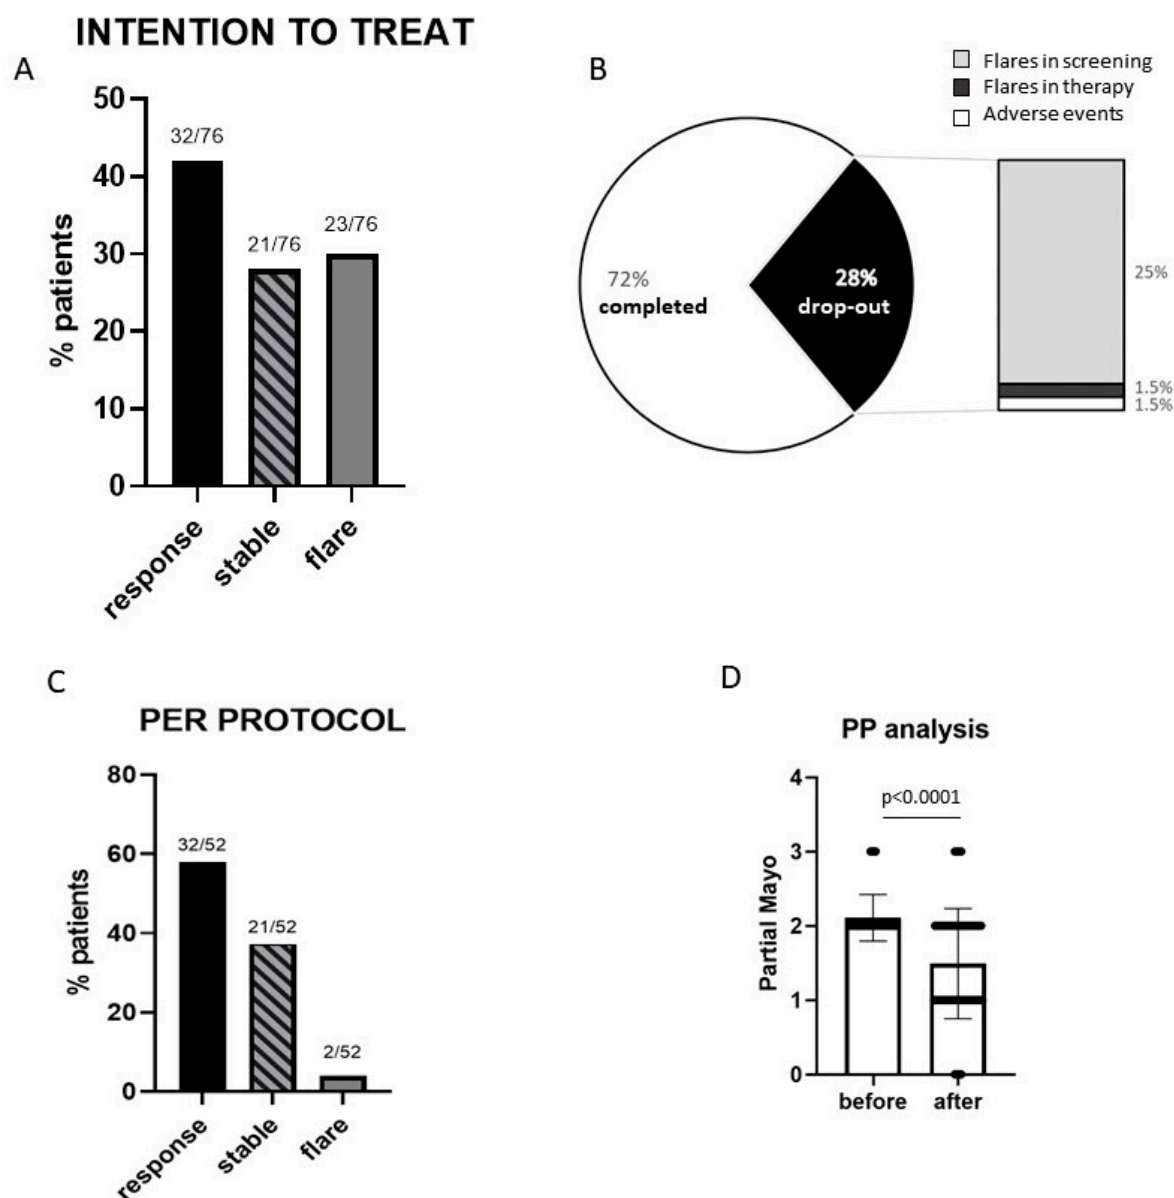 INTENTION TO TREAT
A
50
40
30
20
10
0
% patients
32/76
21/76
23/76
response
stable
flare
B
Flares in screening
Flares in therapy
Adverse events
72%
completed
28%
drop-out
25%
1.5%
1.5%
C
PER PROTOCOL
80
60
40
20
0
% patients
32/52
21/52
2/52
response
stable
flare
D
PP analysis
4
3
2
1
0
Partial Mayo
p<0.0001
before
after